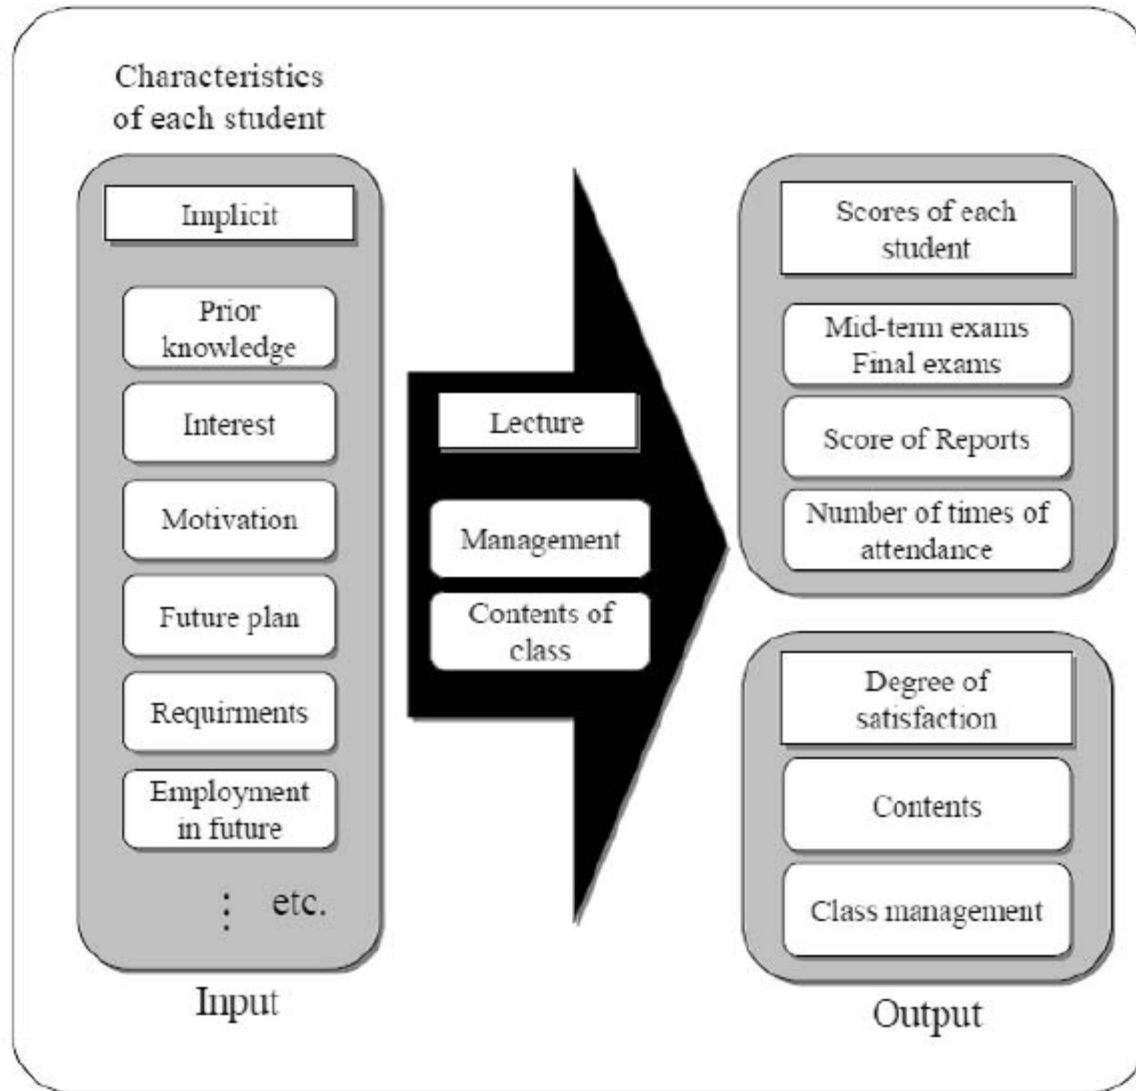 Characteristics
of each student
Implicit
Prior
knowledge
Interest
Motivation
Future plan
Requirments
Employment
in future
⋮ etc.
Input
Lecture
Management
Contents of
class
Scores of each
student
Mid-term exams
Final exams
Score of Reports
Number of times of
attendance
Degree of
satisfaction
Contents
Class management
Output